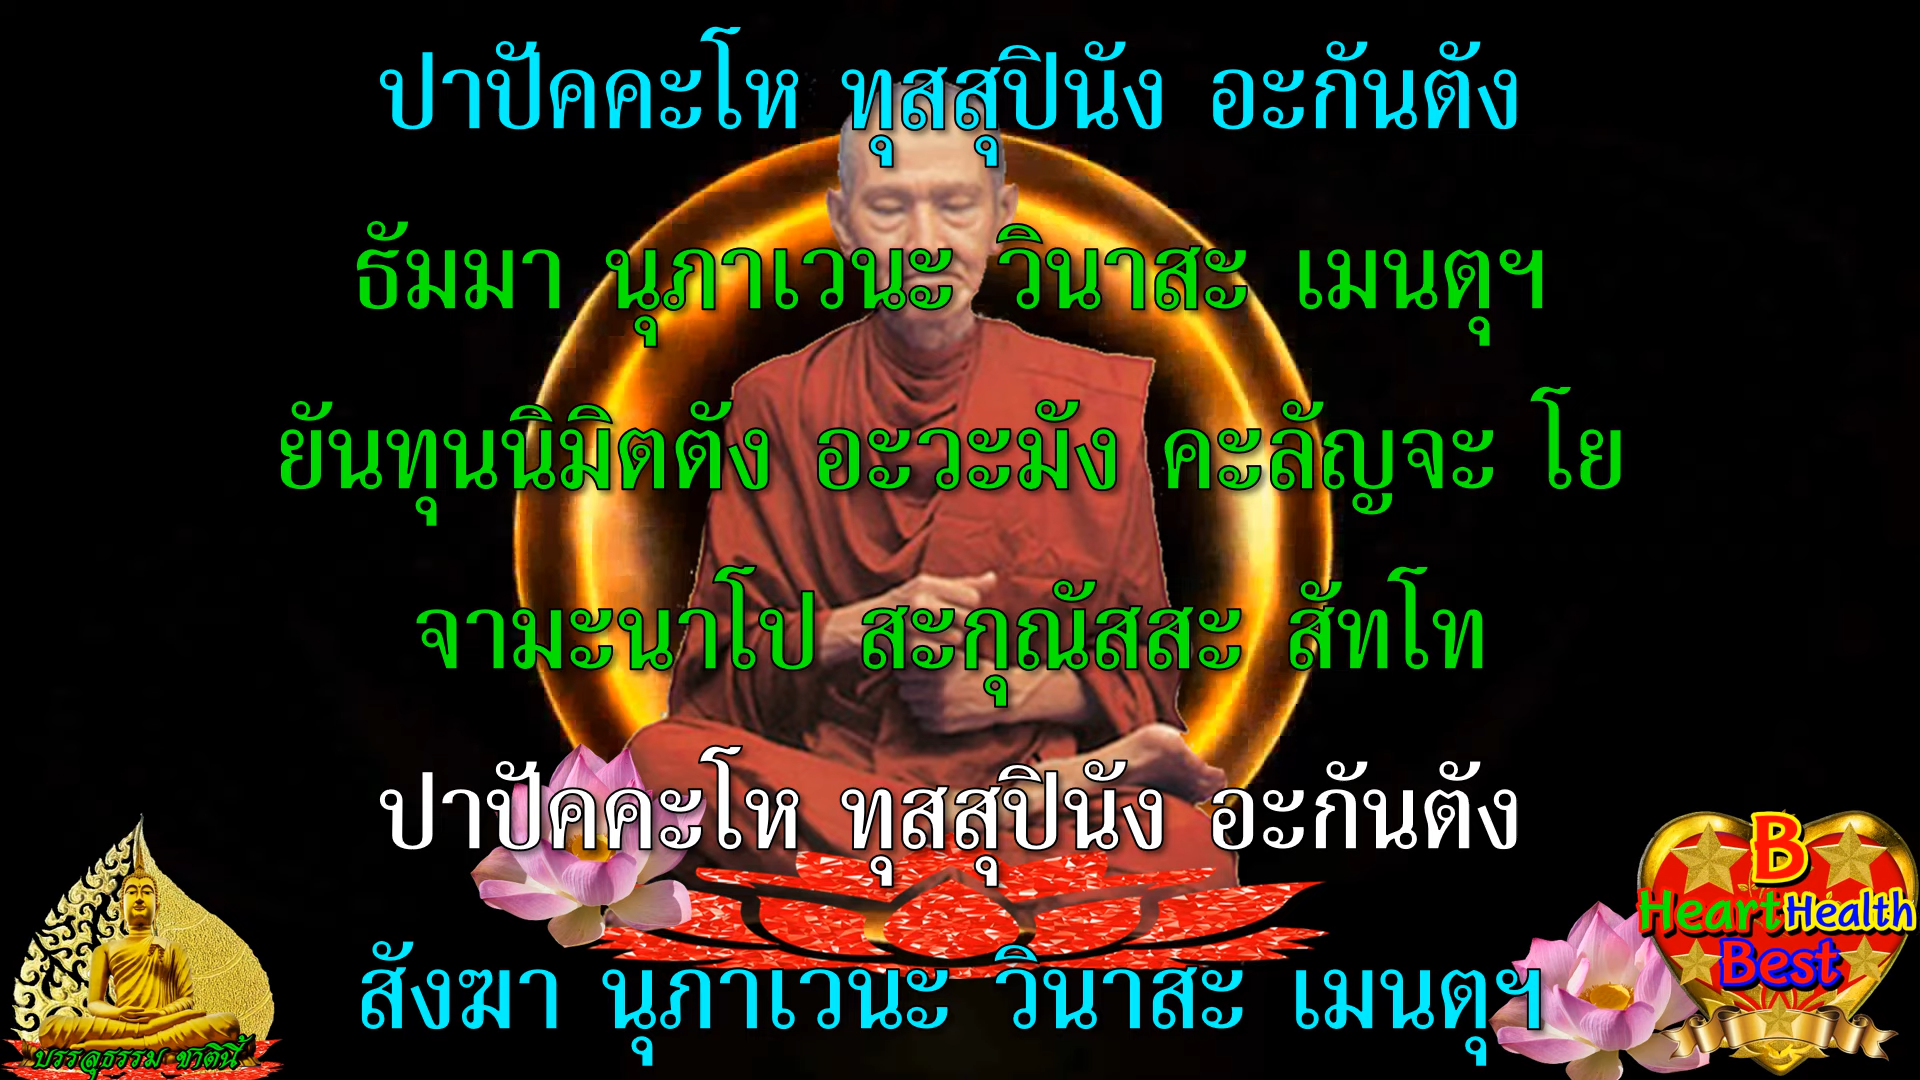 ปาปัคคะโห ทุสสุปินัง อะกันตัง
ธัมมา นุภาเวนะ วินาสะ เมนตุฯ
ยันทุนนิมิตตัง อะวะมัง คะลัญจะ โย
จามะนาโป สะกุณัสสะ สัทโท
ปาปัคคะโห ทุสสุปินัง อะกันตัง
สังฆา นุภาเวนะ วินาสะ เมนตุฯ
บรรลุธรรม ชาตินี้
B
Heart Health
Best